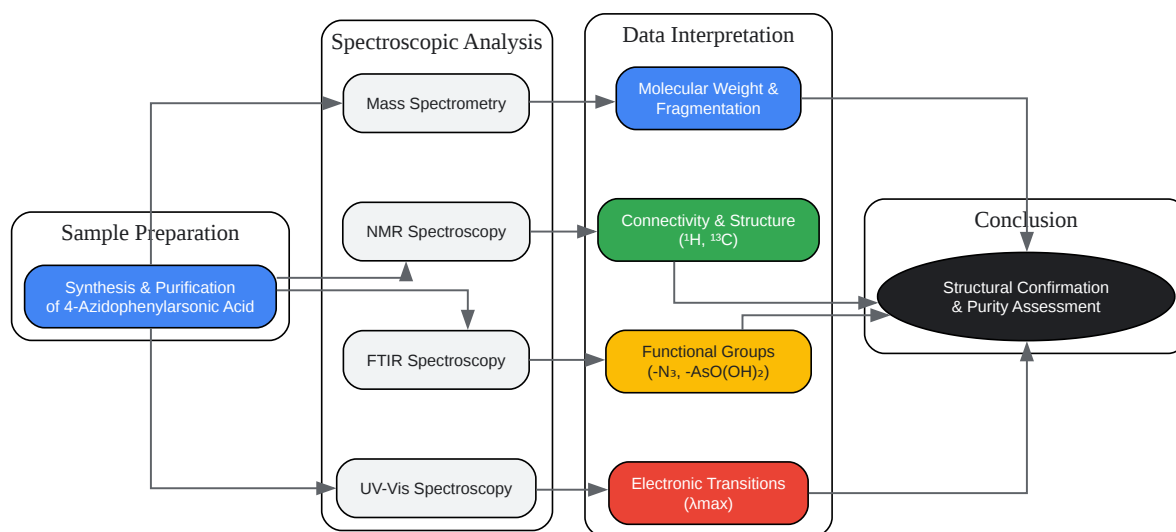 Sample Preparation
Synthesis & Purification
of 4-Azidophenylarsonic Acid
Spectroscopic Analysis
Mass Spectrometry
NMR Spectroscopy
FTIR Spectroscopy
UV-Vis Spectroscopy
Data Interpretation
Molecular Weight &
Fragmentation
Connectivity & Structure
(¹H, ¹³C)
Functional Groups
(-N₃, -AsO(OH)₂)
Electronic Transitions
(λmax)
Conclusion
Structural Confirmation
& Purity Assessment